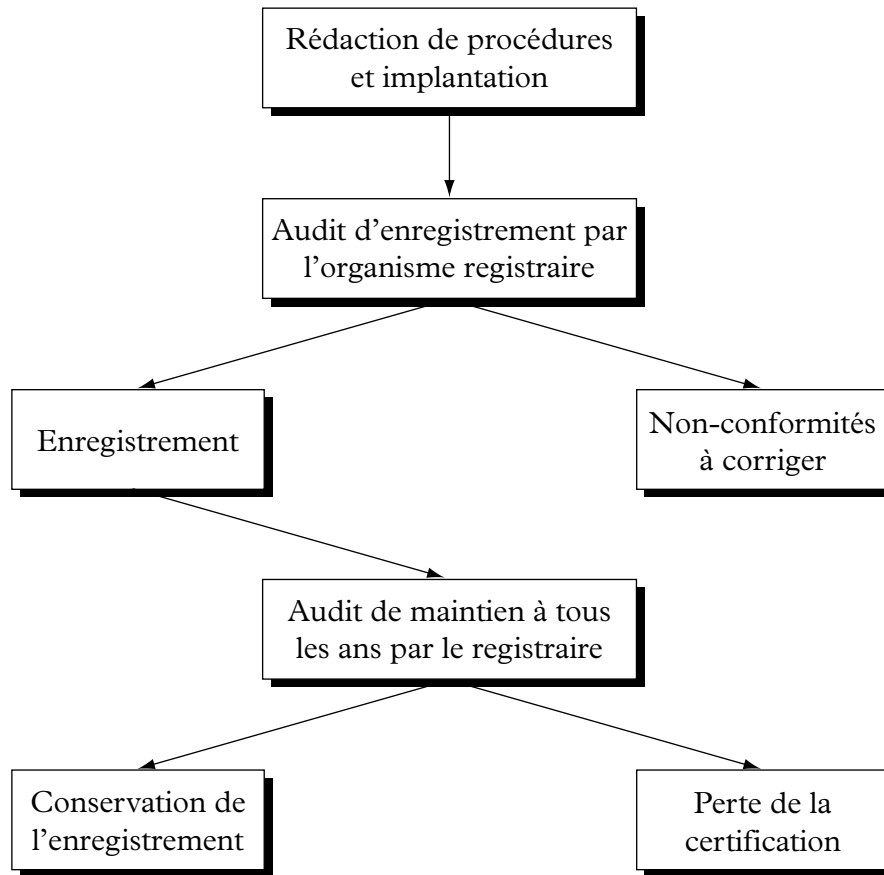 Rédaction de procédures
et implantation
Audit d’enregistrement par
l’organisme registraire
Enregistrement
Non-conformités
à corriger
Audit de maintien à tous
les ans par le registraire
Conservation de
l’enregistrement
Perte de la
certification